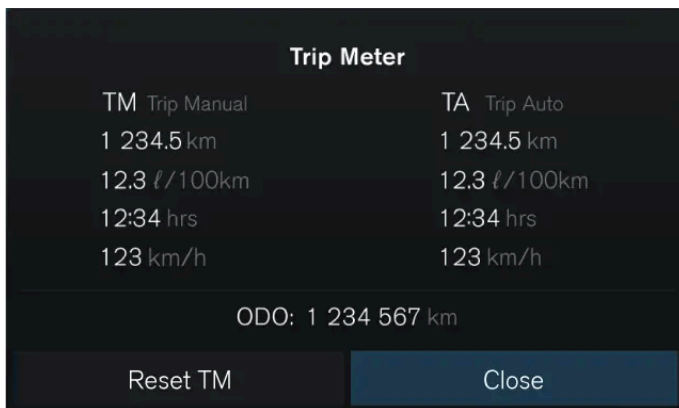 Trip Meter
TM Trip Manual TA Trip Auto
1 234.5 km 1 234.5 km
12.3 ℓ/100km 12.3 ℓ/100km
12:34 hrs 12:34 hrs
123 km/h 123 km/h
ODO: 1 234 567 km
Reset TM Close